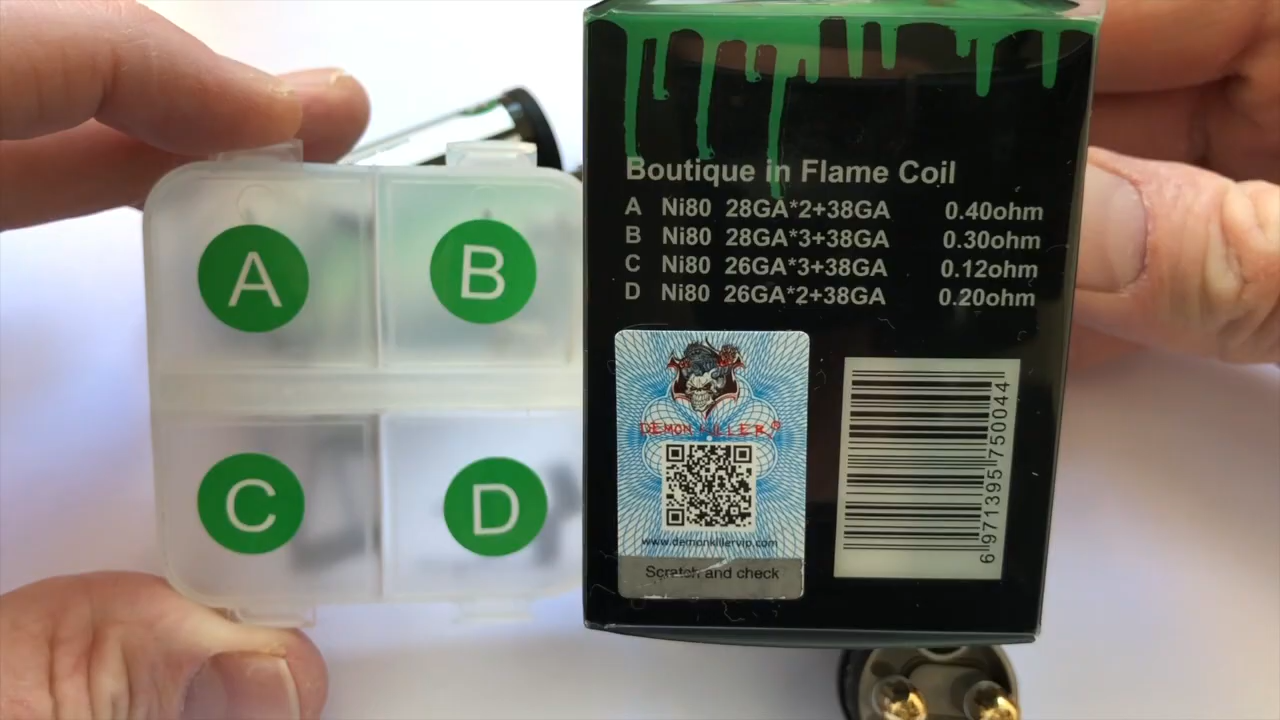 A
B
C
D
Boutique in Flame Coil
A Ni80 28GA*2+38GA 0.40ohm
B Ni80 28GA*3+38GA 0.30ohm
C Ni80 26GA*3+38GA 0.12ohm
D Ni80 26GA*2+38GA 0.20ohm
DEMON KILLER®
www.demonkillervip.com
Scratch and check
6 971395 750044